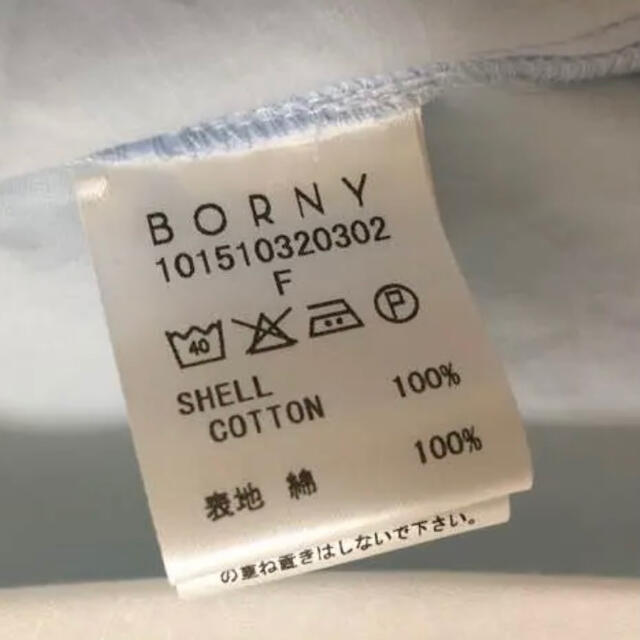 BORNY
101510320302
F
40 P
SHELL
COTTON 100%
表地 綿 100%
の重ね置きはしないで下さい。